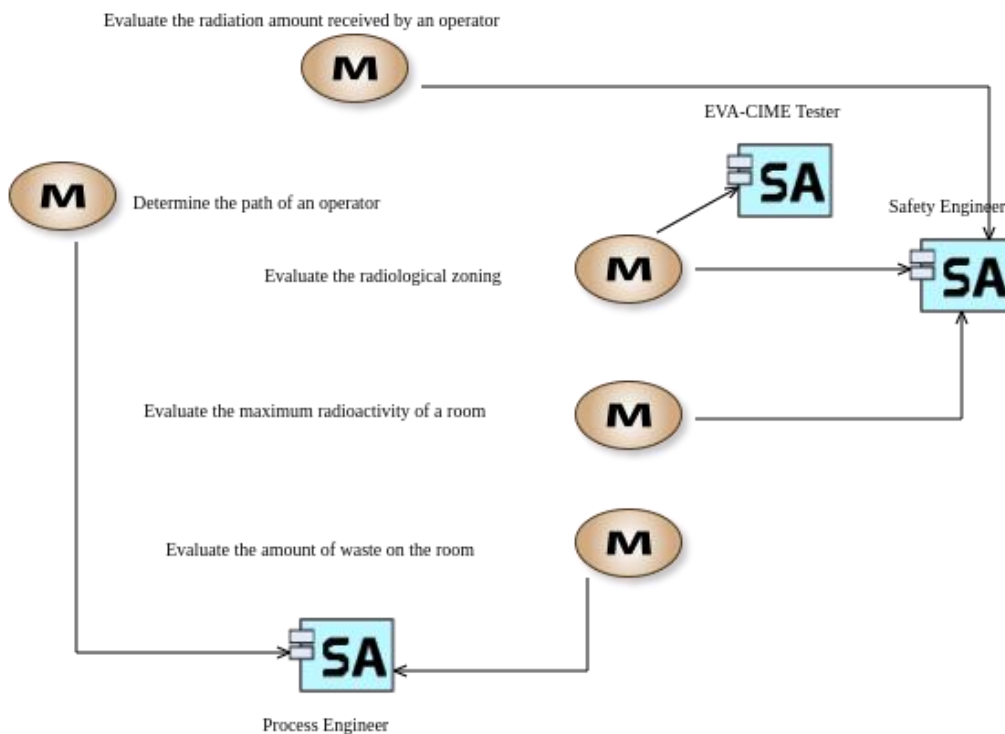 Evaluate the radiation amount received by an operator
M
EVA-CIME Tester
M
SA
Determine the path of an operator
Safety Engineer
Evaluate the radiological zoning
M
SA
Evaluate the maximum radioactivity of a room
M
Evaluate the amount of waste on the room
M
SA
Process Engineer